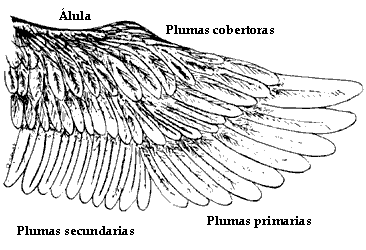 Álula
Plumas cobertoras
Plumas primarias
Plumas secundarias